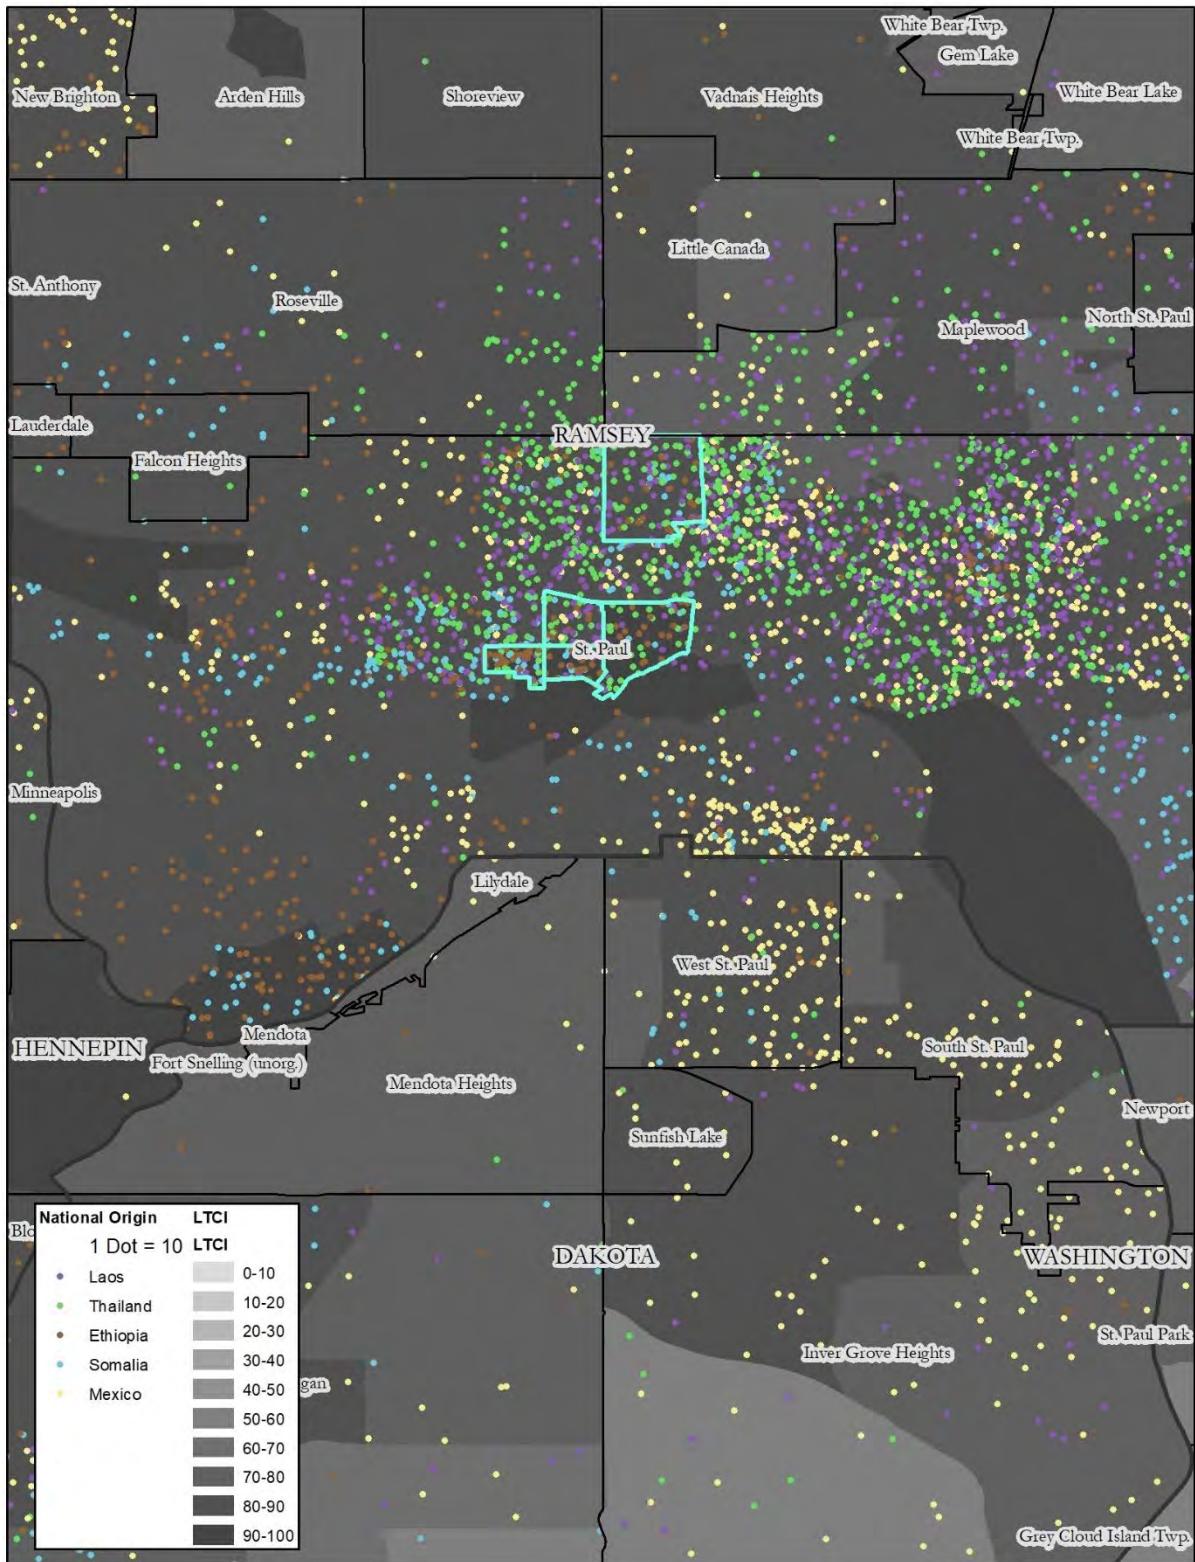 White Bear Twp.
Gem Lake
New Brighton
Arden Hills
Shoreview
Vadnais Heights
White Bear Lake
White Bear Twp.
Little Canada
St. Anthony
Roseville
North St. Paul
Maplewood
Lauderdale
RAMSEY
Falcon Heights
St. Paul
Minneapolis
Lilydale
West St. Paul
HENNEPIN
Mendota
South St. Paul
Fort Snelling (unorg.)
Mendota Heights
Newport
Sunfish Lake
Blo
DAKOTA
WASHINGTON
St. Paul Park
Inver Grove Heights
gan
Grey Cloud Island Twp.
National Origin
1 Dot = 10
Laos
Thailand
Ethiopia
Somalia
Mexico
LTCI
LTCI
0-10
10-20
20-30
30-40
40-50
50-60
60-70
70-80
80-90
90-100